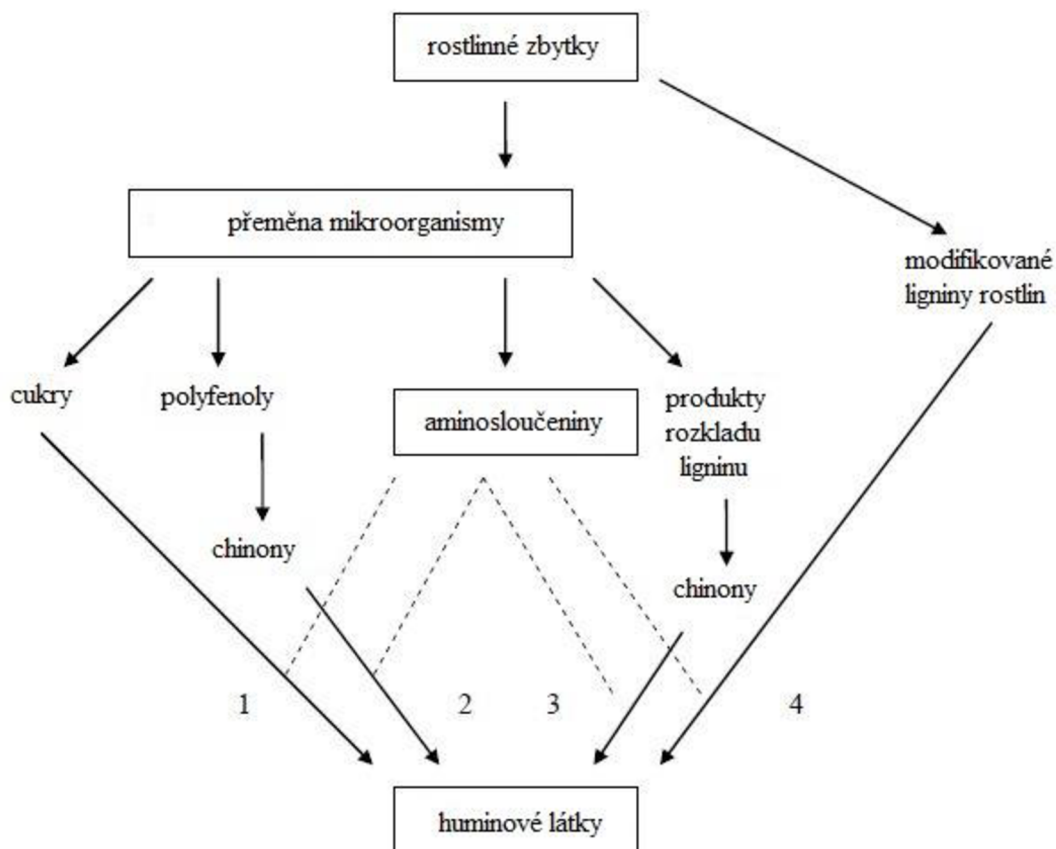 rostlinné zbytky
přeměna mikroorganismy
modifikované
ligniny rostlin
cukry
polyfenoly
aminosloučeniny
produkty
rozkladu
ligninu
chinony
chinony
1
2
3
4
huminové látky